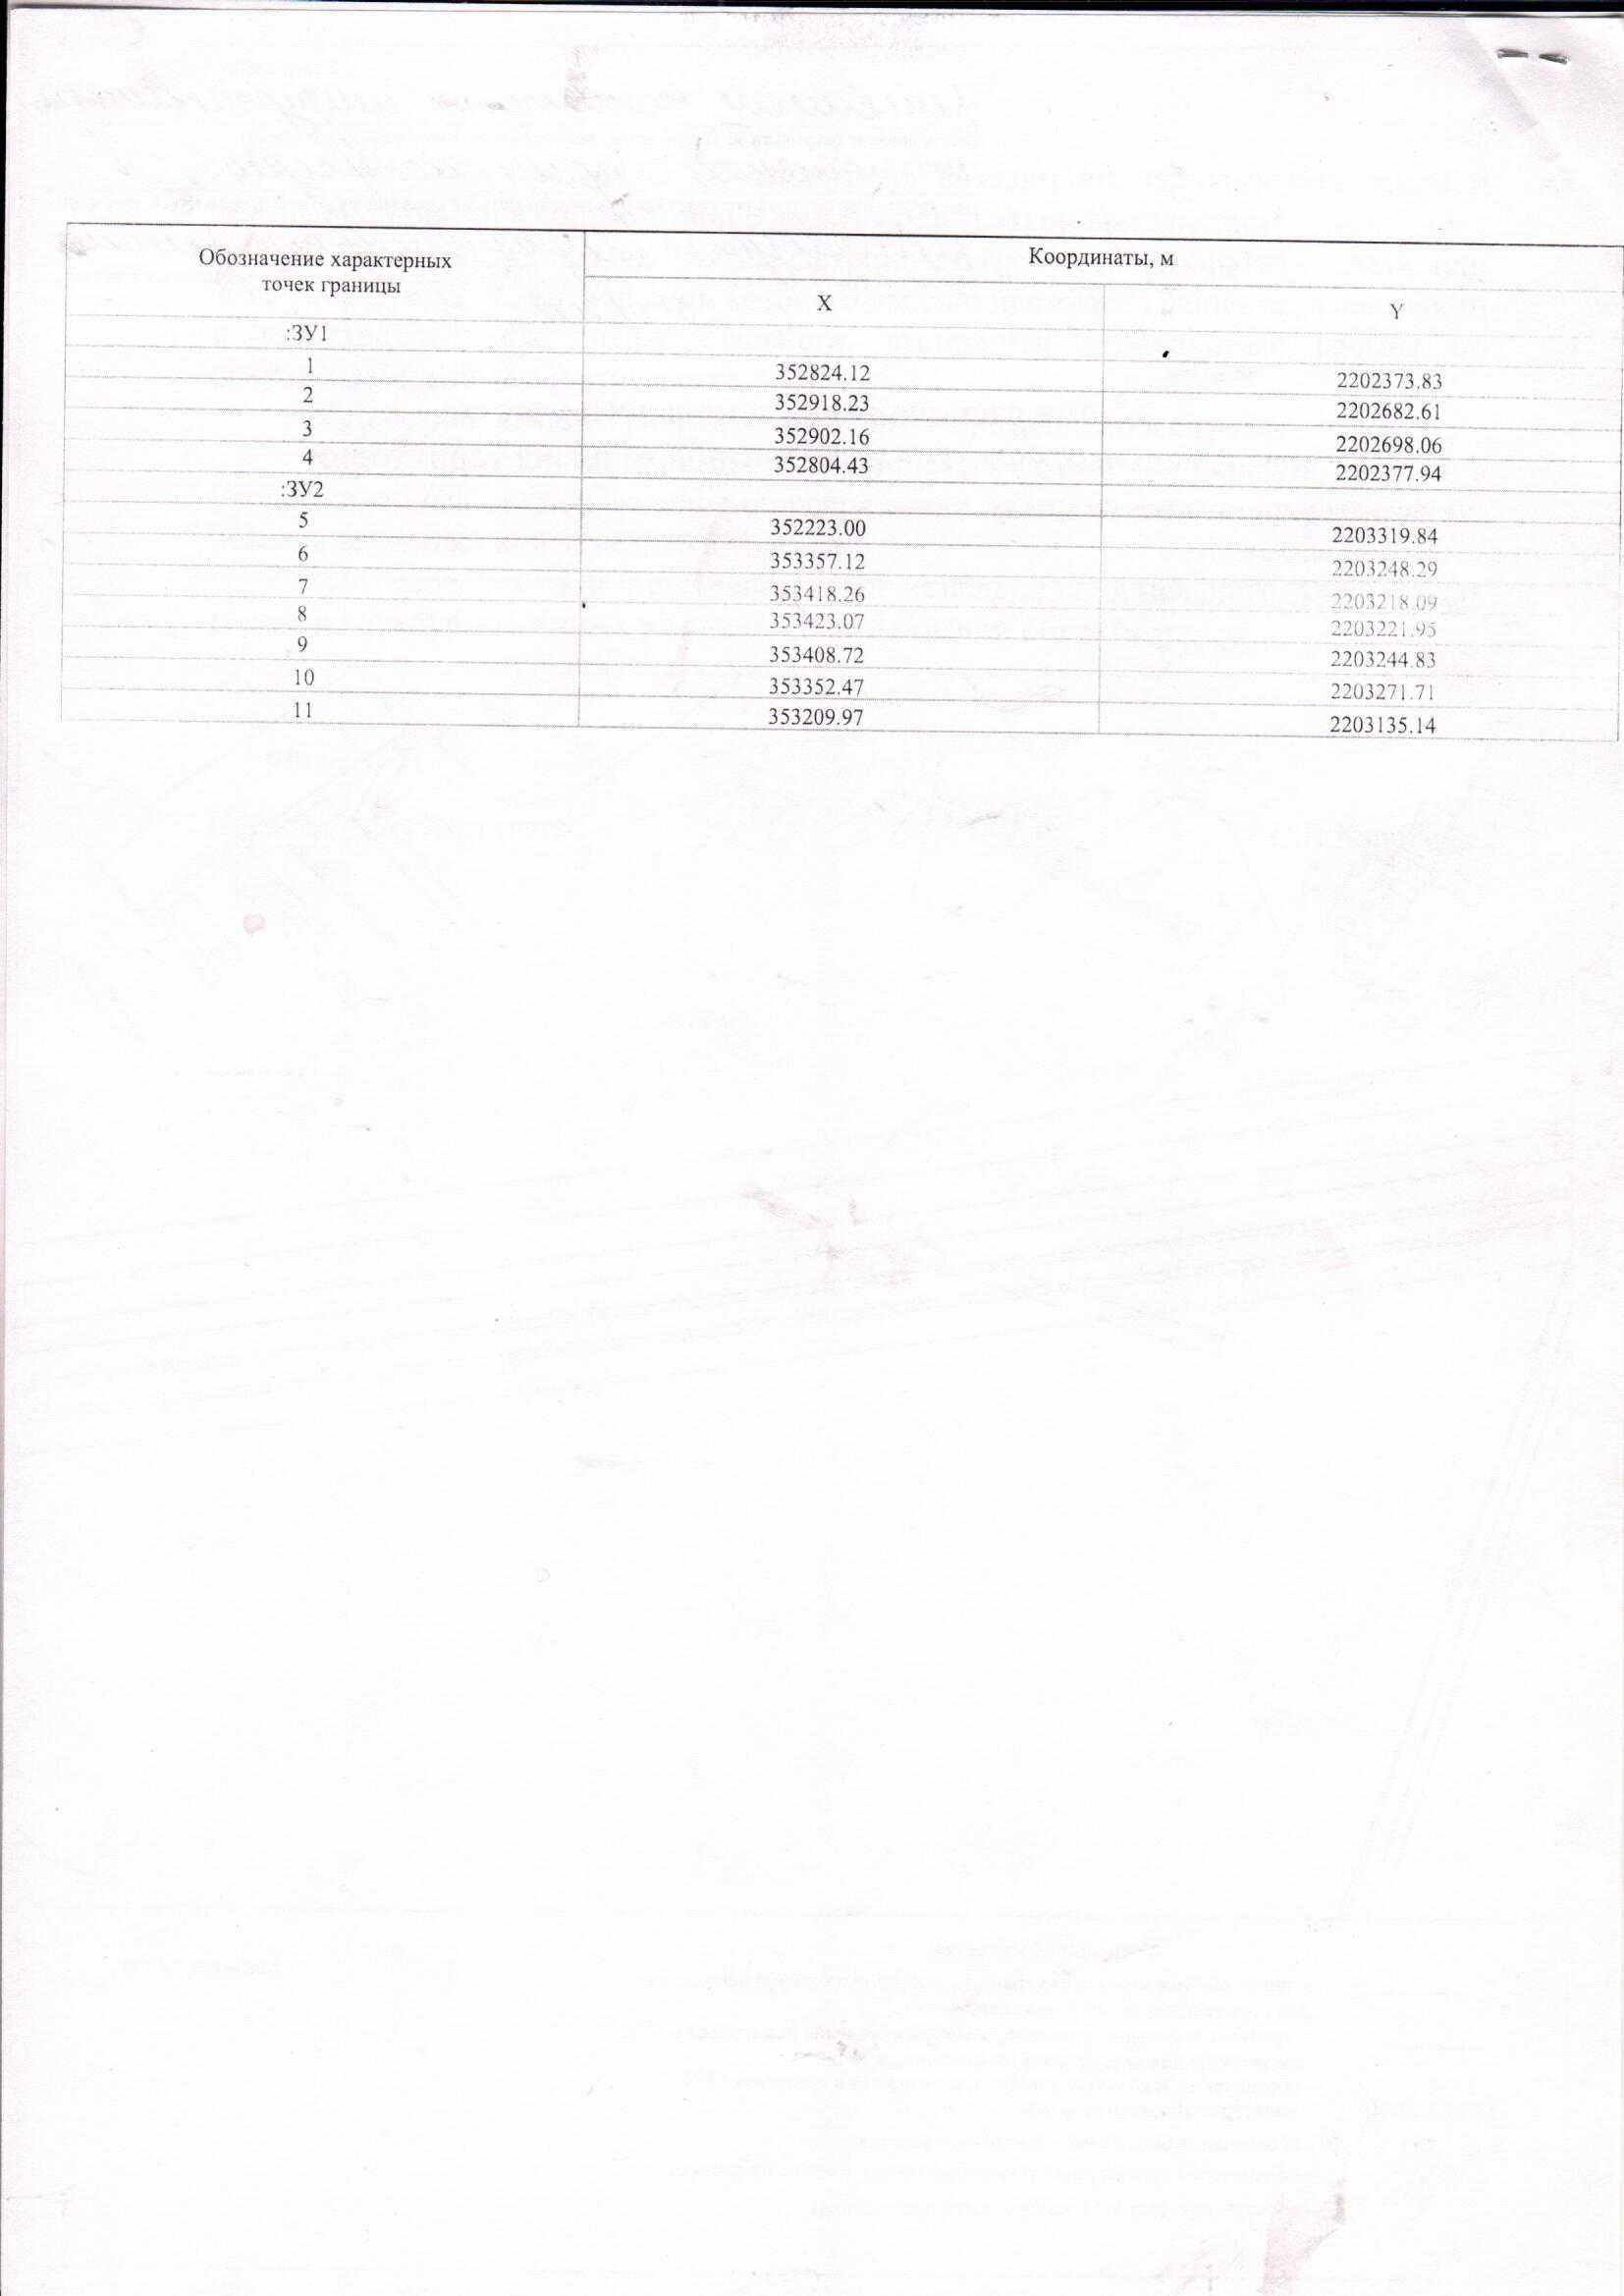 Обозначение характерных
точек границы
Координаты, м
X
Y
:ЗУ1
1 352824.12 2202373.83
2 352918.23 2202682.61
3 352902.16 2202698.06
4 352804.43 2202377.94
:ЗУ2
5 352223.00 2203319.84
6 353357.12 2203248.29
7 353418.26 2203218.09
8 353423.07 2203221.95
9 353408.72 2203244.83
10 353352.47 2203271.71
11 353209.97 2203135.14